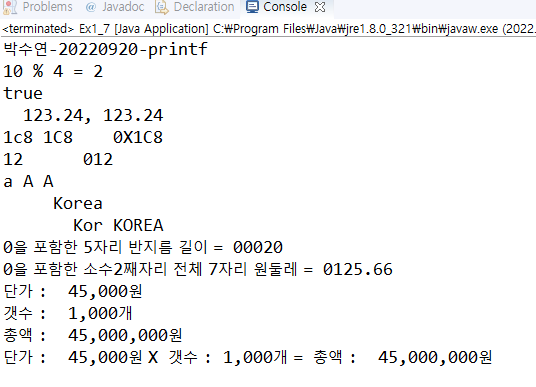 Problems @ Javadoc Declaration Console
<terminated> Ex1_7 [Java Application] C:₩Program Files₩Java₩jre1.8.0_321₩bin₩javaw.exe (2022.
박수연-20220920-printf
10 % 4 = 2
true
  123.24, 123.24
1c8 1C8    0X1C8
12      012
a A A
     Korea
       Kor KOREA
0을 포함한 5자리 반지름 길이 = 00020
0을 포함한 소수2째자리 전체 7자리 원둘레 = 0125.66
단가 :  45,000원
갯수 :  1,000개
총액 :  45,000,000원
단가 :  45,000원 X 갯수 : 1,000개 = 총액 :  45,000,000원